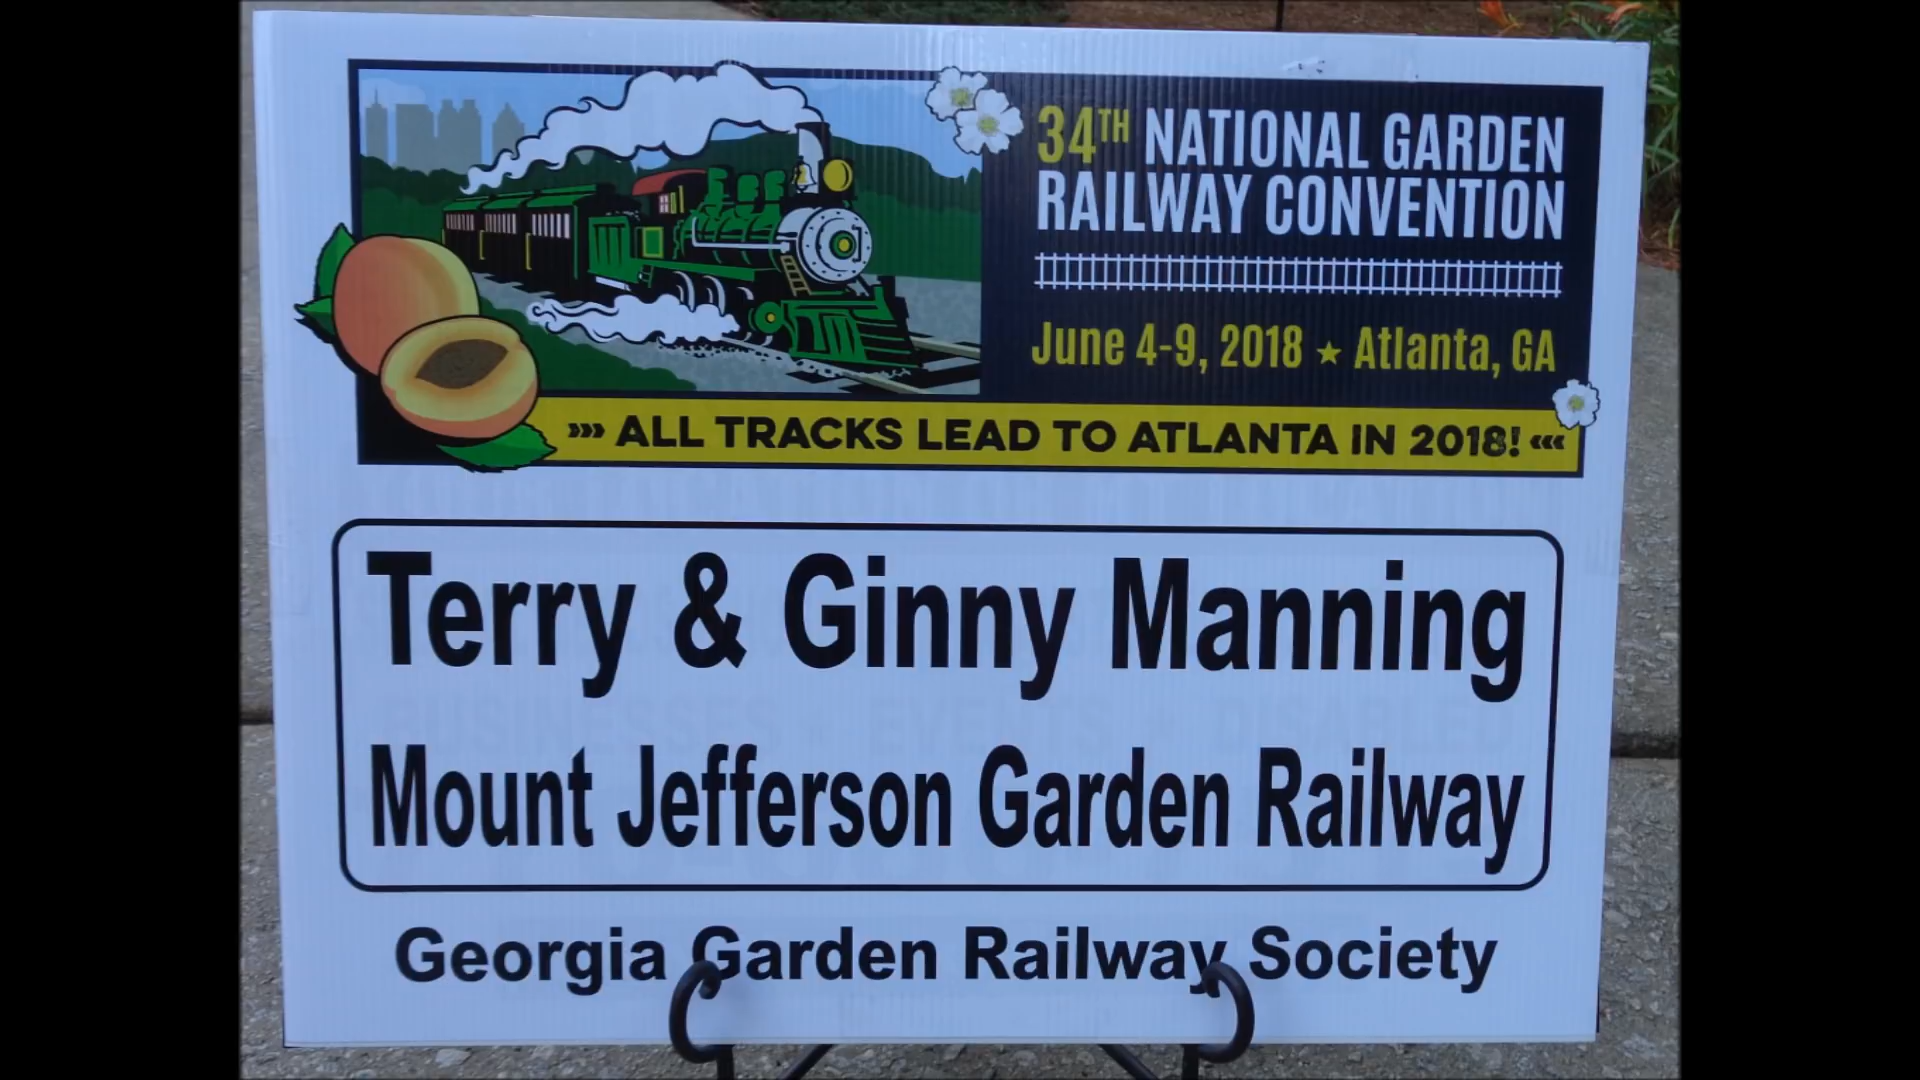 34TH NATIONAL GARDEN
RAILWAY CONVENTION
June 4-9, 2018 ★ Atlanta, GA
››› ALL TRACKS LEAD TO ATLANTA IN 2018! ‹‹‹
Terry & Ginny Manning
Mount Jefferson Garden Railway
Georgia Garden Railway Society